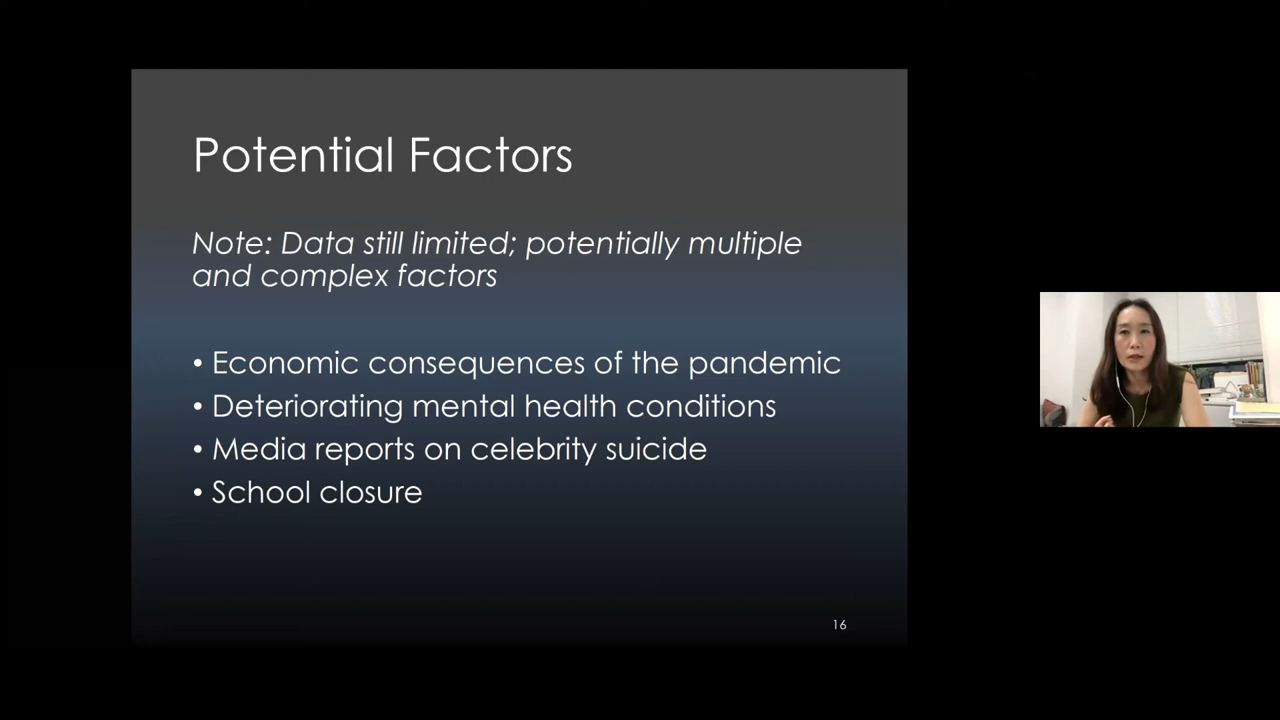 Potential Factors
Note: Data still limited; potentially multiple
and complex factors
• Economic consequences of the pandemic
• Deteriorating mental health conditions
• Media reports on celebrity suicide
• School closure
16